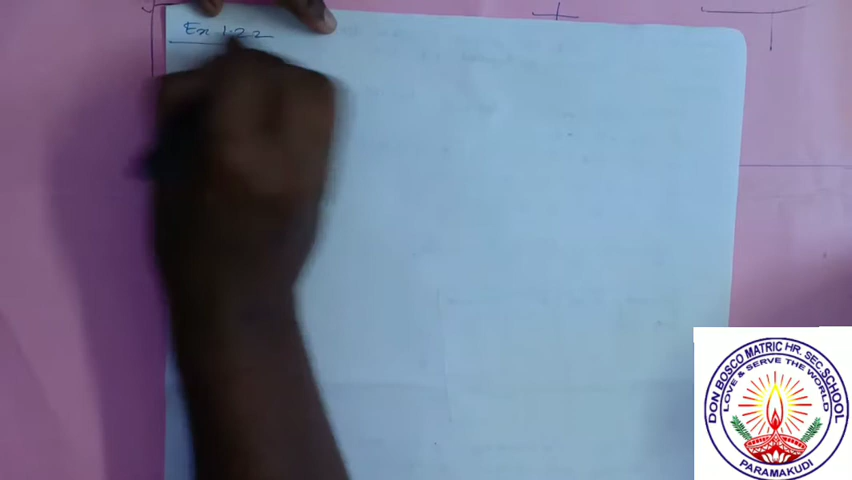 Ex 1.22
DON BOSCO MATRIC HR. SEC. SCHOOL
LOVE & SERVE THE WORLD
PARAMAKUDI